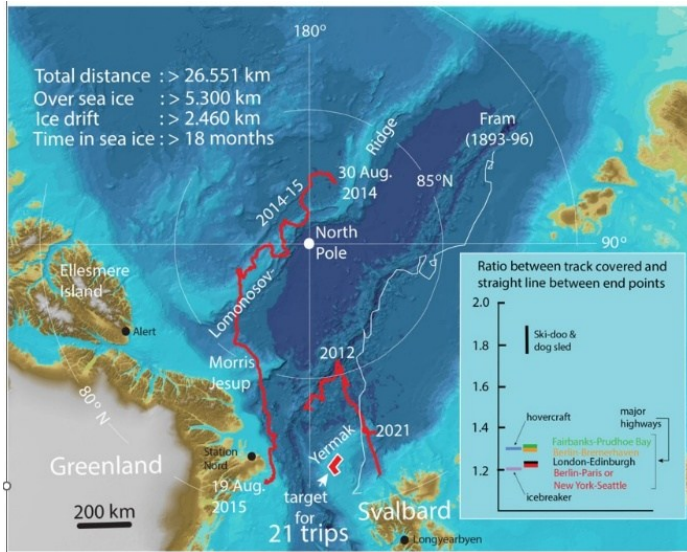 180º
Total distance : > 26.551 km
Over sea ice : > 5.300 km
Ice drift : > 2.460 km
Time in sea ice : > 18 months
Fram
(1893-96)
Ridge
30 Aug.
2014
85ºN
2014-15
North
Pole
90º
Ellesmere
Island
Lomonosov-
Alert
Morris
Jesup
80º N
2012
2021
Yermak
Station
Nord
Greenland
19 Aug.
2015
target
for
21 trips
200 km
Svalbard
Longyearbyen
Ratio between track covered and
straight line between end points
2.0
1.8
Ski-doo &
dog sled
1.6
1.4
hovercraft
major
highways
Fairbanks-Prudhoe Bay
Berlin-Bremerhaven
London-Edinburgh
1.2
Berlin-Paris or
New York-Seattle
icebreaker